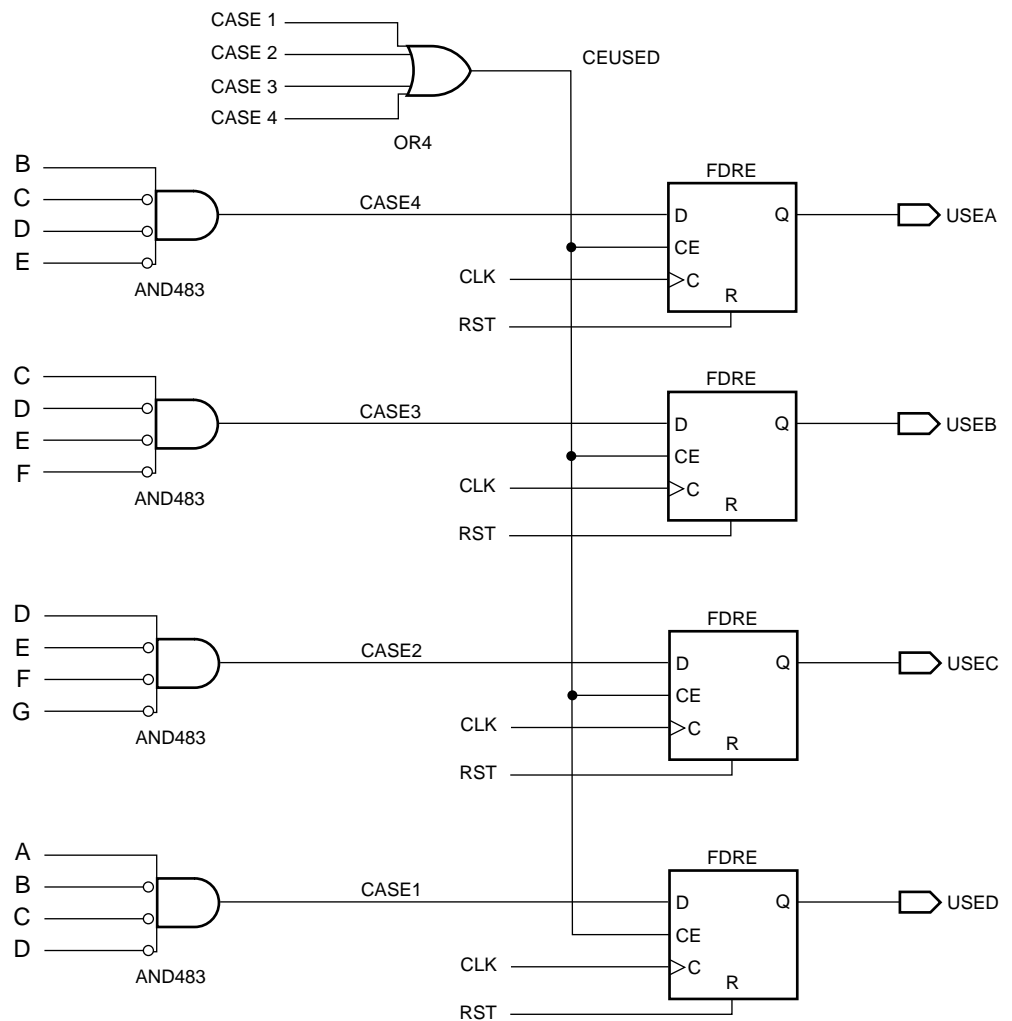 CASE 1
CASE 2
CASE 3
CASE 4
OR4
CEUSED
B
C
D
E
AND483
CASE4
CLK
RST
FDRE
D
CE
C
R
Q
USEA
C
D
E
F
AND483
CASE3
CLK
RST
FDRE
D
CE
C
R
Q
USEB
D
E
F
G
AND483
CASE2
CLK
RST
FDRE
D
CE
C
R
Q
USEC
A
B
C
D
AND483
CASE1
CLK
RST
FDRE
D
CE
C
R
Q
USED